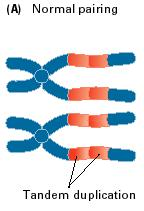 (A) Normal pairing
Tandem duplication